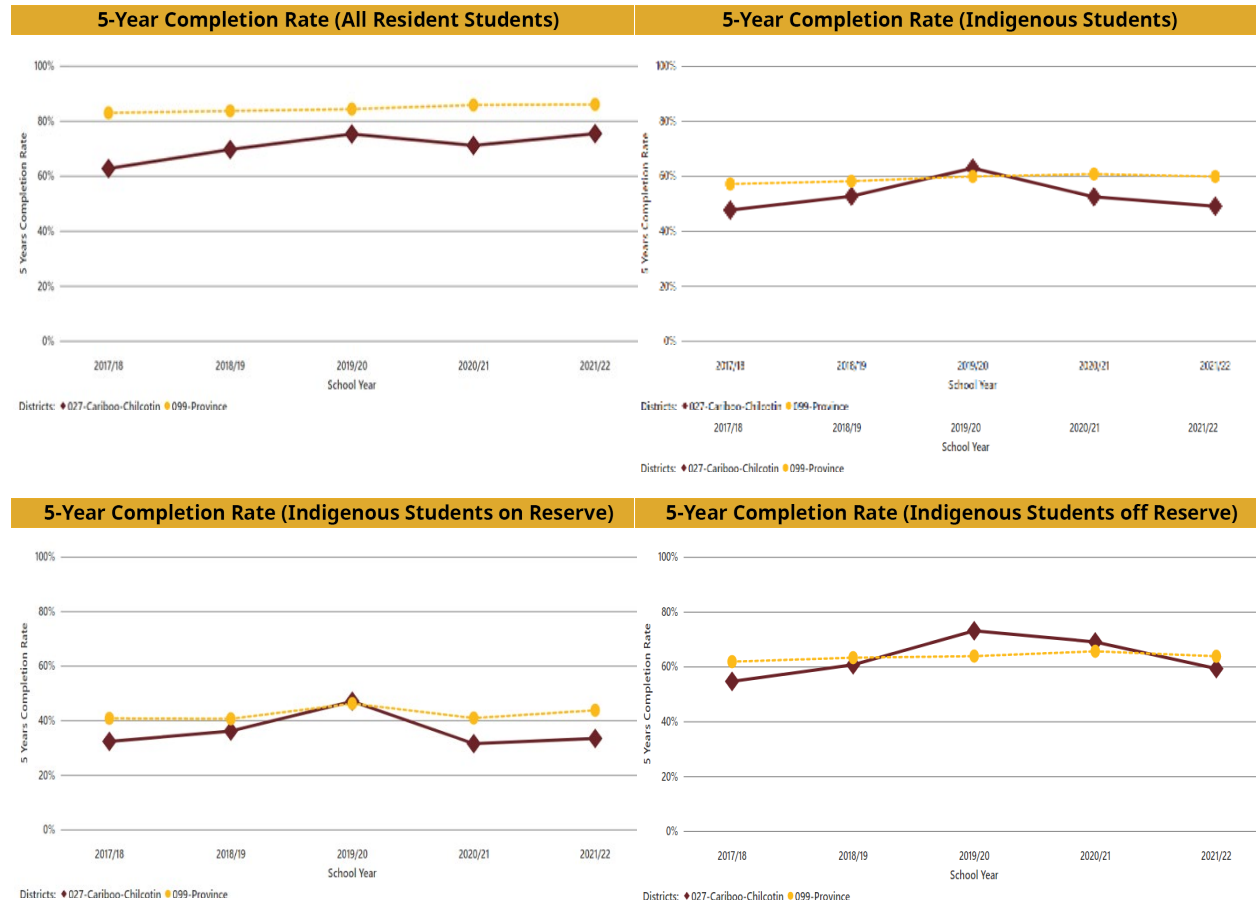 5-Year Completion Rate (All Resident Students)
100%
80%
60%
40%
20%
0%
5 Years Completion Rate
2017/18 2018/19 2019/20 2020/21 2021/22
School Year
Districts: 027-Cariboo-Chilcotin 099-Province
5-Year Completion Rate (Indigenous Students)
100%
80%
60%
40%
20%
0%
5 Years Completion Rate
2017/18 2018/19 2019/20 2020/21 2021/22
School Year
Districts: 027-Cariboo-Chilcotin 099-Province
2017/18 2018/19 2019/20 2020/21 2021/22
School Year
Districts: 027-Cariboo-Chilcotin 099-Province
5-Year Completion Rate (Indigenous Students on Reserve)
100%
80%
60%
40%
20%
0%
5 Years Completion Rate
2017/18 2018/19 2019/20 2020/21 2021/22
School Year
Districts: 027-Cariboo-Chilcotin 099-Province
5-Year Completion Rate (Indigenous Students off Reserve)
100%
80%
60%
40%
20%
0%
5 Years Completion Rate
2017/18 2018/19 2019/20 2020/21 2021/22
School Year
Districts: 027-Cariboo-Chilcotin 099-Province